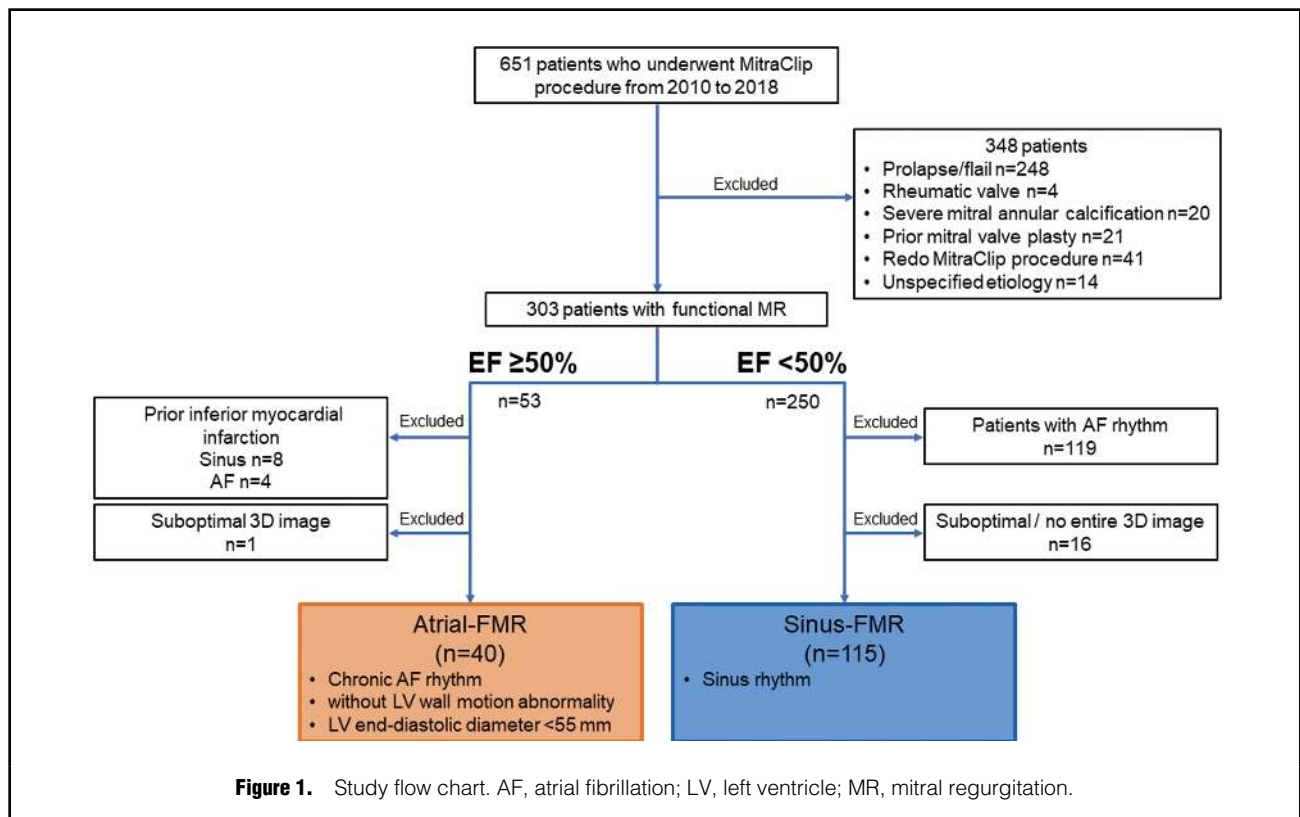 651 patients who underwent MitraClip
procedure from 2010 to 2018
Excluded
348 patients
• Prolapse/flail n=248
• Rheumatic valve n=4
• Severe mitral annular calcification n=20
• Prior mitral valve plasty n=21
• Redo MitraClip procedure n=41
• Unspecified etiology n=14
303 patients with functional MR
EF ≥50%
EF <50%
n=53
n=250
Prior inferior myocardial
infarction
Sinus n=8
AF n=4
Excluded
Excluded
Patients with AF rhythm
n=119
Suboptimal 3D image
n=1
Excluded
Excluded
Suboptimal / no entire 3D image
n=16
Atrial-FMR
(n=40)
• Chronic AF rhythm
• without LV wall motion abnormality
• LV end-diastolic diameter <55 mm
Sinus-FMR
(n=115)
• Sinus rhythm
Figure 1. Study flow chart. AF, atrial fibrillation; LV, left ventricle; MR, mitral regurgitation.